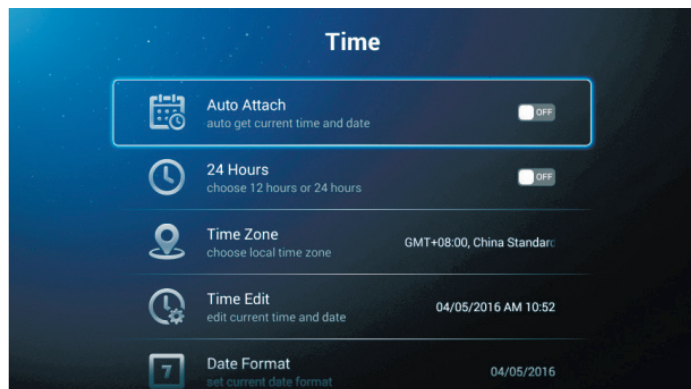 Time
Auto Attach
auto get current time and date
OFF
24 Hours
choose 12 hours or 24 hours
OFF
Time Zone
choose local time zone
GMT+08:00, China Standarc
Time Edit
edit current time and date
04/05/2016 AM 10:52
7
Date Format
set current date format
04/05/2016